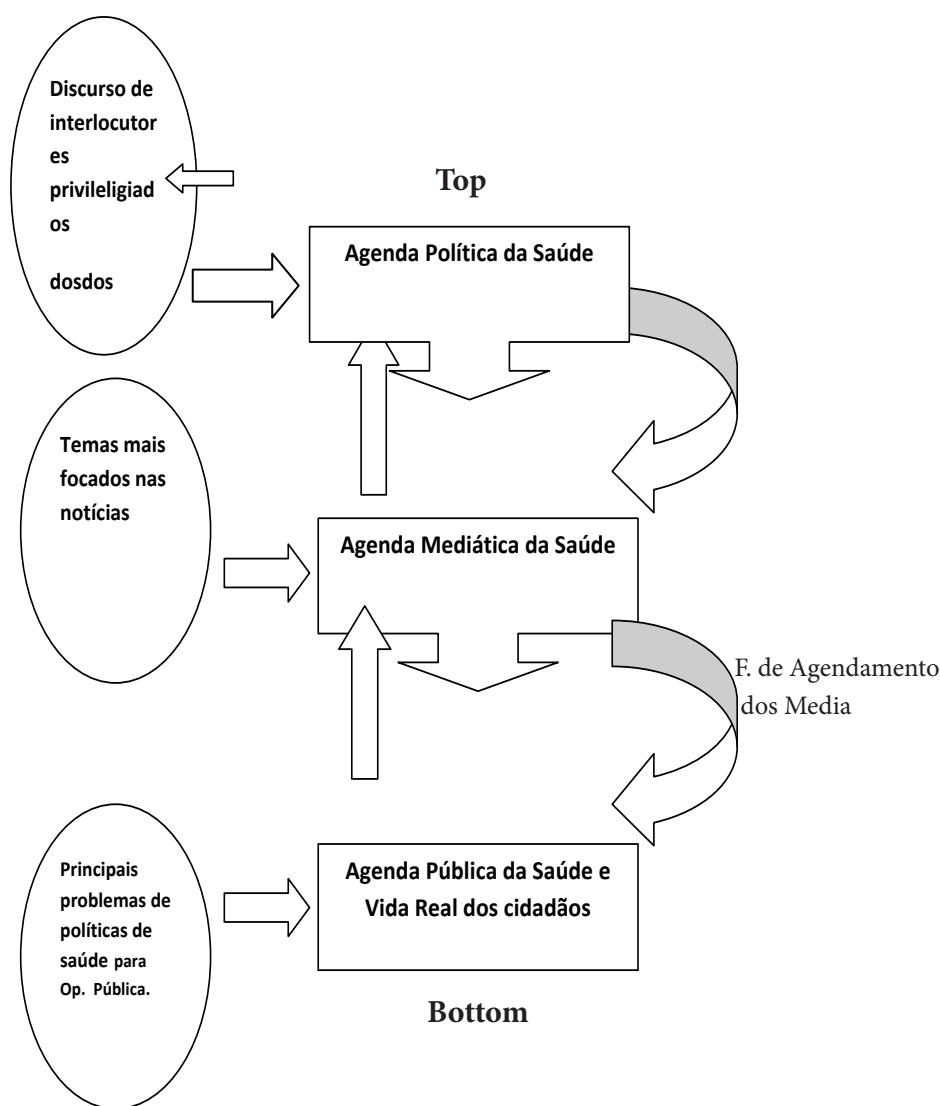 Discurso de
interlocutor
es
privileligiad
os
dosdos
Top
Agenda Política da Saúde
Temas mais
focados nas
notícias
Agenda Mediática da Saúde
F. de Agendamento
dos Media
Principais
problemas de
políticas de
saúde para
Op. Pública.
Agenda Pública da Saúde e
Vida Real dos cidadãos
Bottom